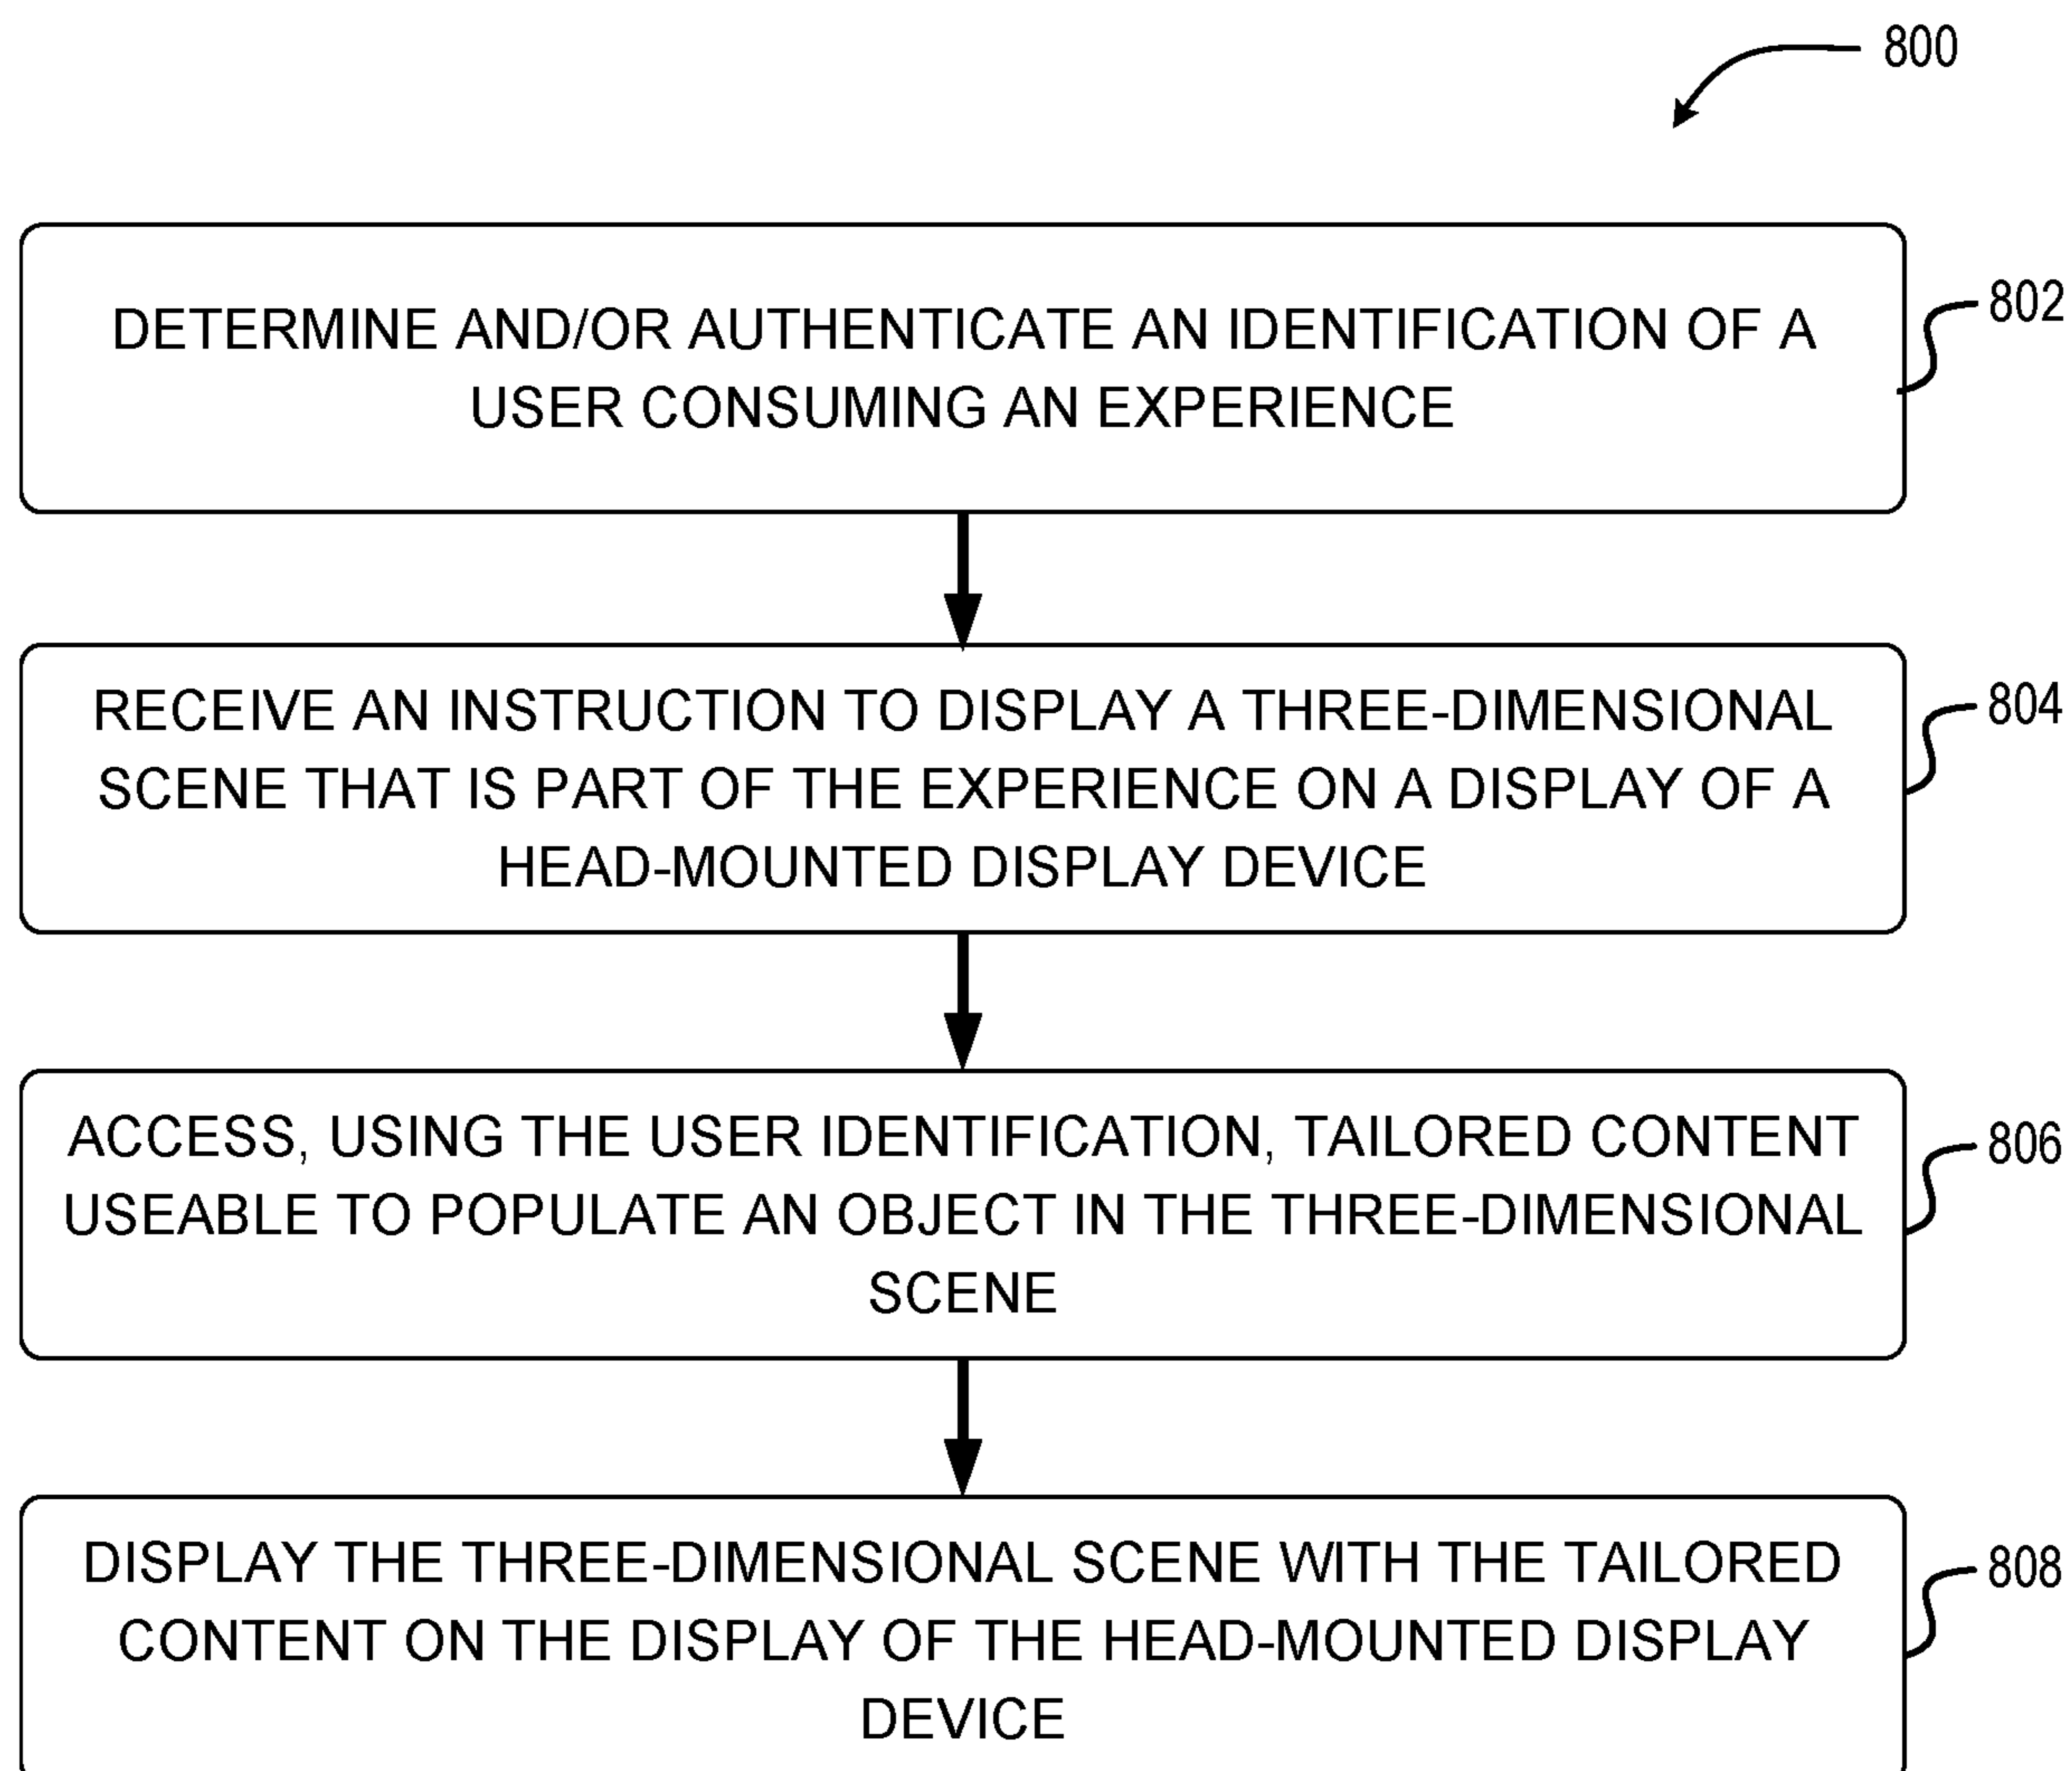 800
DETERMINE AND/OR AUTHENTICATE AN IDENTIFICATION OF A
USER CONSUMING AN EXPERIENCE
802
RECEIVE AN INSTRUCTION TO DISPLAY A THREE-DIMENSIONAL
SCENE THAT IS PART OF THE EXPERIENCE ON A DISPLAY OF A
HEAD-MOUNTED DISPLAY DEVICE
804
ACCESS, USING THE USER IDENTIFICATION, TAILORED CONTENT
USEABLE TO POPULATE AN OBJECT IN THE THREE-DIMENSIONAL
SCENE
806
DISPLAY THE THREE-DIMENSIONAL SCENE WITH THE TAILORED
CONTENT ON THE DISPLAY OF THE HEAD-MOUNTED DISPLAY
DEVICE
808